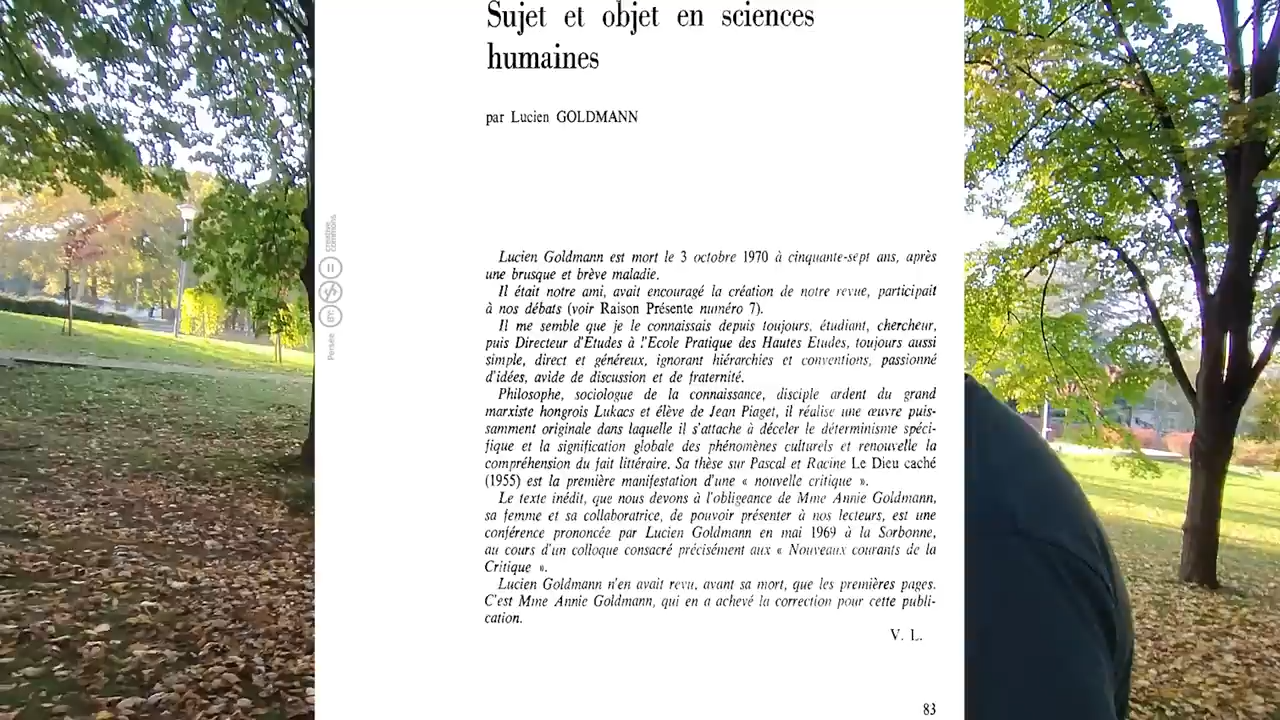 Sujet et objet en sciences
humaines
par Lucien GOLDMANN
creative
commons
Persée BY:
Lucien Goldmann est mort le 3 octobre 1970 à cinquante-sept ans, après
une brusque et brève maladie.
Il était notre ami, avait encouragé la création de notre revue, participait
à nos débats (voir Raison Présente numéro 7).
Il me semble que je le connaissais depuis toujours, étudiant, chercheur,
puis Directeur d'Etudes à l'Ecole Pratique des Hautes Etudes, toujours aussi
simple, direct et généreux, ignorant hiérarchies et conventions, passionné
d'idées, avide de discussion et de fraternité.
Philosophe, sociologue de la connaissance, disciple ardent du grand
marxiste hongrois Lukacs et élève de Jean Piaget, il réalise une œuvre puis-
samment originale dans laquelle il s'attache à déceler le déterminisme spéci-
fique et la signification globale des phénomènes culturels et renouvelle la
compréhension du fait littéraire. Sa thèse sur Pascal et Racine Le Dieu caché
(1955) est la première manifestation d'une « nouvelle critique ».
Le texte inédit, que nous devons à l'obligeance de Mme Annie Goldmann,
sa femme et sa collaboratrice, de pouvoir présenter à nos lecteurs, est une
conférence prononcée par Lucien Goldmann en mai 1969 à la Sorbonne,
au cours d'un colloque consacré précisément aux « Nouveaux courants de la
Critique ».
Lucien Goldmann n'en avait revu, avant sa mort, que les premières pages.
C'est Mme Annie Goldmann, qui en a achevé la correction pour cette publi-
cation.
V. L.
83